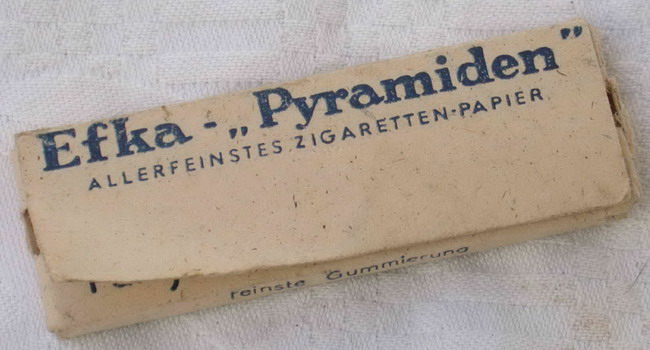 Efka - „Pyramiden”
ALLERFEINSTES ZIGARETTEN-PAPIER
reinste Gummierung